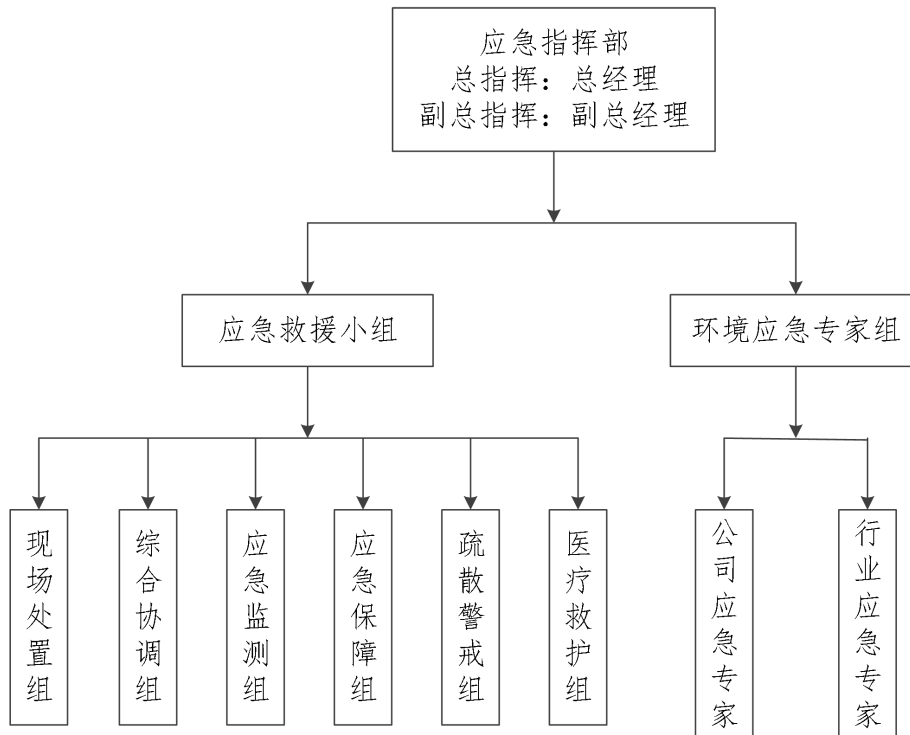 应急指挥部
总指挥：总经理
副总指挥：副总经理
应急救援小组
环境应急专家组
现场处置组
综合协调组
应急监测组
应急保障组
疏散警戒组
医疗救护组
公司应急专家
行业应急专家